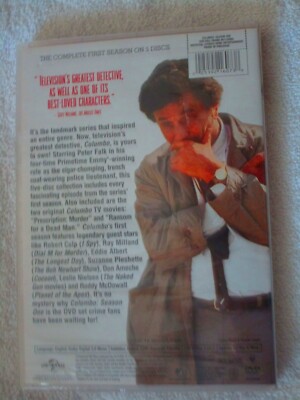 THE COMPLETE FIRST SEASON ON 5 DISCS
"TELEVISION'S GREATEST DETECTIVE,
AS WELL AS ONE OF ITS
BEST-LOVED CHARACTERS."
It's the landmark series that inspired
an entire genre. Now, television's
greatest detective, Columbo, is yours
to own! Starring Peter Falk in his
four-time Primetime Emmy®-winning
role as the cigar-chomping, trench
coat-wearing police lieutenant, this
five-disc collection includes every
fascinating episode from the series'
first season. Also included are the
two original Columbo TV movies:
"Prescription: Murder" and "Ransom
for a Dead Man." Columbo's first
season features legendary guest stars
like Robert Culp (I Spy), Ray Milland
(Dial M for Murder), Eddie Albert
(The Longest Day), Suzanne Pleshette
(The Bob Newhart Show), Don Ameche
(Cocoon), Leslie Nielsen (The Naked
Gun movies) and Roddy McDowall
(Planet of the Apes). It's no
mystery why Columbo: Season
One is the DVD set crime fans
have been waiting for!
UNIVERSAL